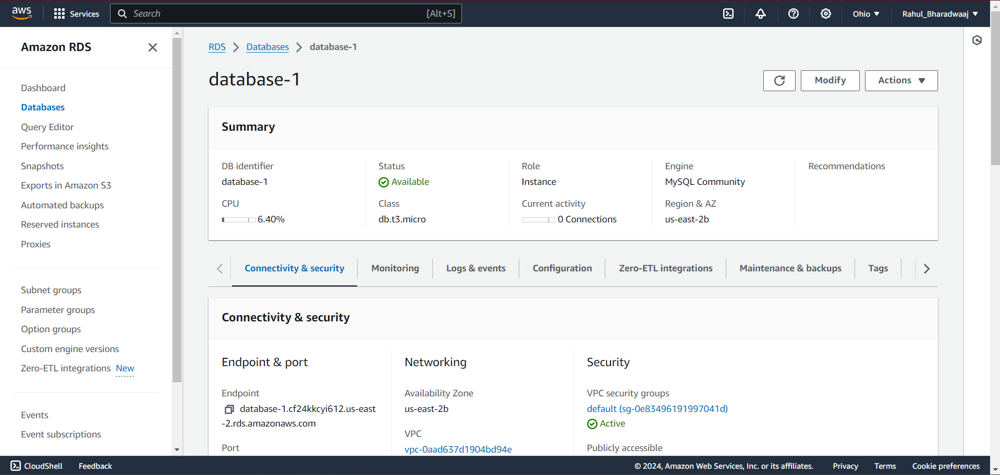 aws Services Search [Alt+S] Ohio Rahul_Bharadwaaj
Amazon RDS
Dashboard
Databases
Query Editor
Performance insights
Snapshots
Exports in Amazon S3
Automated backups
Reserved instances
Proxies
Subnet groups
Parameter groups
Option groups
Custom engine versions
Zero-ETL integrations New
Events
Event subscriptions
RDS Databases database-1
database-1
Modify Actions
Summary
DB identifier
database-1
CPU
6.40%
Status
Available
Class
db.t3.micro
Role
Instance
Current activity
0 Connections
Engine
MySQL Community
Region & AZ
us-east-2b
Recommendations
Connectivity & security Monitoring Logs & events Configuration Zero-ETL integrations Maintenance & backups Tags
Connectivity & security
Endpoint & port
Endpoint
database-1.cf24kkcyi612.us-east
-2.rds.amazonaws.com
Port
Networking
Availability Zone
us-east-2b
VPC
vpc-0aad637d1904bd94e
Security
VPC security groups
default (sg-0e83496191997041d)
Active
Publicly accessible
CloudShell Feedback © 2024, Amazon Web Services, Inc. or its affiliates. Privacy Terms Cookie preferences